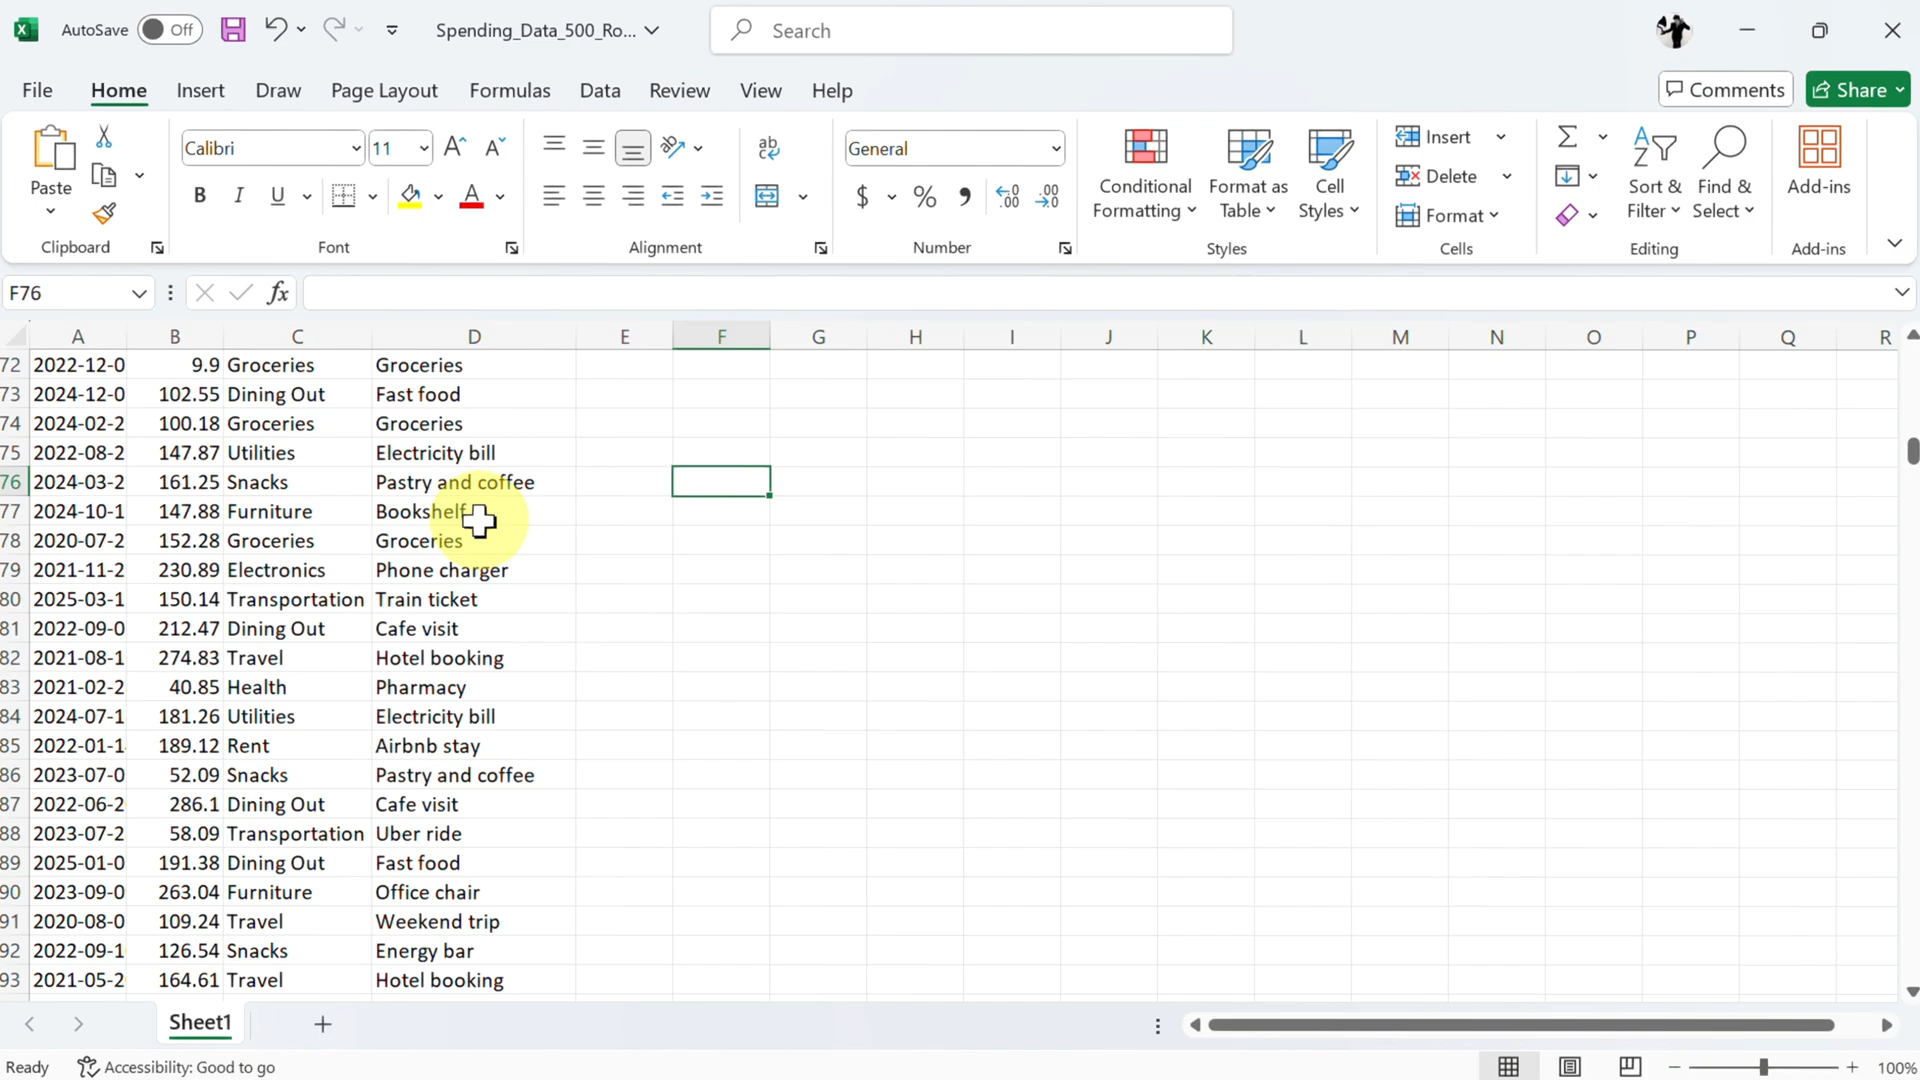 AutoSave Off Spending_Data_500_Ro... Search
File Home Insert Draw Page Layout Formulas Data Review View Help Comments Share
Paste Calibri 11 General Conditional Formatting Format as Table Cell Styles Insert Delete Format Sort & Filter Find & Select Add-ins
Clipboard Font Alignment Number Styles Cells Editing Add-ins
F76 fx
A B C D E F G H I J K L M N O P Q R
72 2022-12-0 9.9 Groceries Groceries
73 2024-12-0 102.55 Dining Out Fast food
74 2024-02-2 100.18 Groceries Groceries
75 2022-08-2 147.87 Utilities Electricity bill
76 2024-03-2 161.25 Snacks Pastry and coffee
77 2024-10-1 147.88 Furniture Bookshelf
78 2020-07-2 152.28 Groceries Groceries
79 2021-11-2 230.89 Electronics Phone charger
80 2025-03-1 150.14 Transportation Train ticket
81 2022-09-0 212.47 Dining Out Cafe visit
82 2021-08-1 274.83 Travel Hotel booking
83 2021-02-2 40.85 Health Pharmacy
84 2024-07-1 181.26 Utilities Electricity bill
85 2022-01-1 189.12 Rent Airbnb stay
86 2023-07-0 52.09 Snacks Pastry and coffee
87 2022-06-2 286.1 Dining Out Cafe visit
88 2023-07-2 58.09 Transportation Uber ride
89 2025-01-0 191.38 Dining Out Fast food
90 2023-09-0 263.04 Furniture Office chair
91 2020-08-0 109.24 Travel Weekend trip
92 2022-09-1 126.54 Snacks Energy bar
93 2021-05-2 164.61 Travel Hotel booking
Sheet1
Ready Accessibility: Good to go 100%